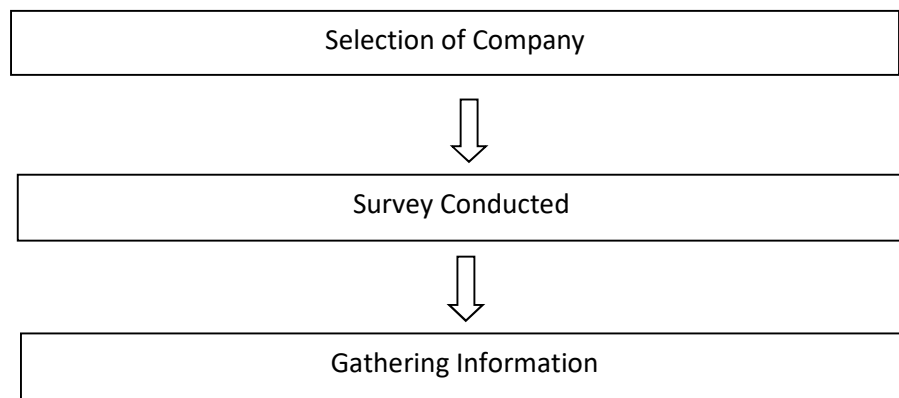 Selection of Company
Survey Conducted
Gathering Information